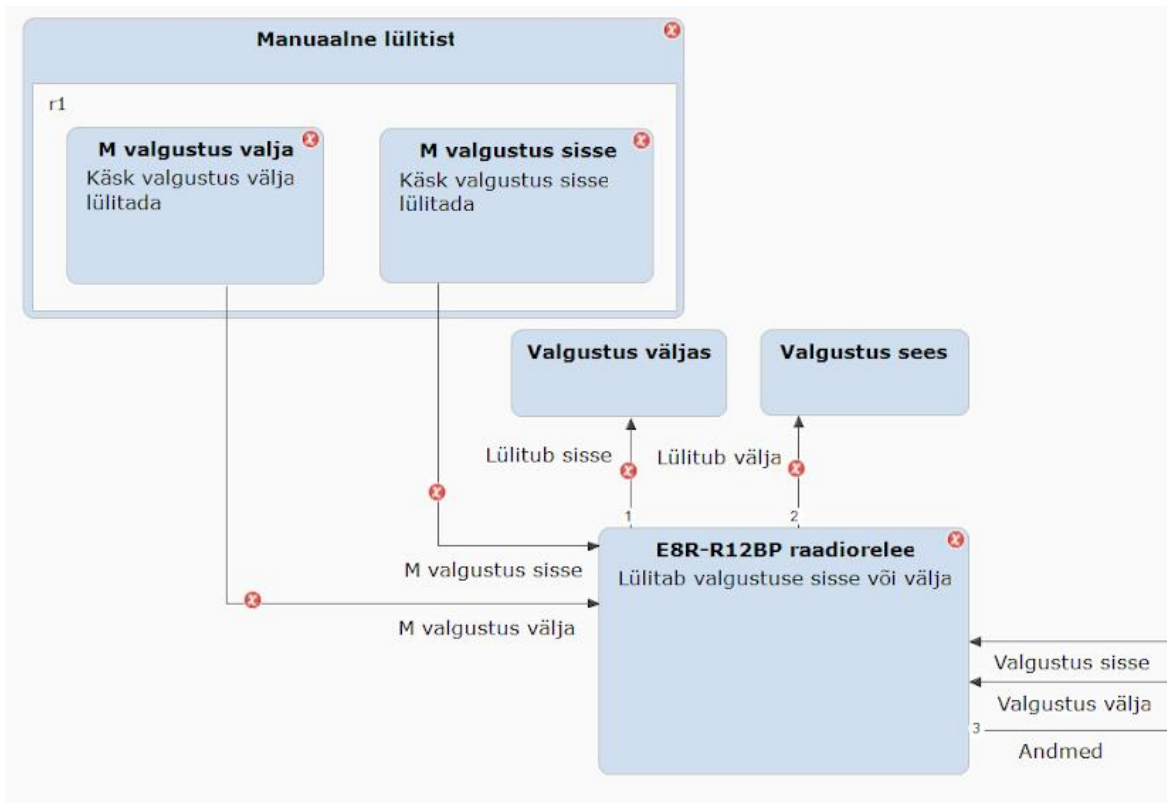 Manuaalne lülitist
r1
M valgustus valja
Käsk valgustus välja
lülitada
M valgustus sisse
Käsk valgustus sisse
lülitada
Valgustus väljas
Valgustus sees
Lülitub sisse
Lülitub välja
1
2
E8R-R12BP raadiorelee
Lülitab valgustuse sisse või välja
M valgustus sisse
M valgustus välja
Valgustus sisse
Valgustus välja
3
Andmed